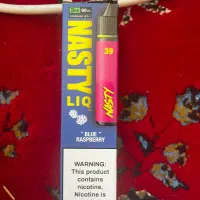 NASTY
LIQ
39
NASTY
" BLUE
RASPBERRY "
WARNING:
This product
contains
nicotine.
Nicotine is